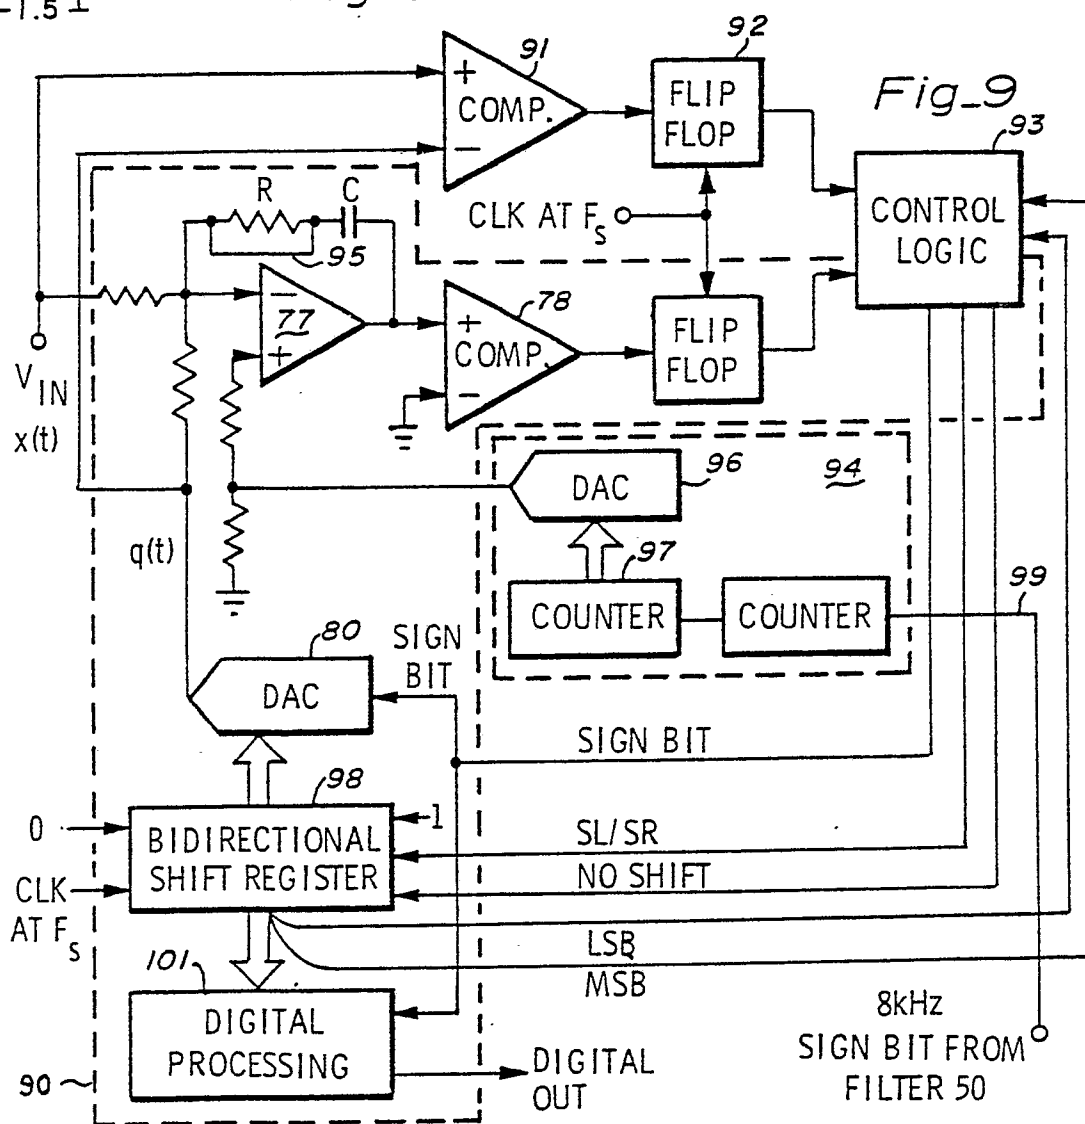 -1.5
91
92
Fig_9
+
COMP.
-
FLIP
FLOP
93
R
C
CLK AT Fs
CONTROL
LOGIC
95
-
77
+
78
+
COMP.
-
FLIP
FLOP
VIN
x(t)
96
DAC
94
q(t)
97
COUNTER
COUNTER
99
80
DAC
SIGN
BIT
SIGN BIT
98
0
1
BIDIRECTIONAL
SHIFT REGISTER
SL/SR
NO SHIFT
CLK
AT Fs
LSB
MSB
101
DIGITAL
PROCESSING
8kHz
SIGN BIT FROM
FILTER 50
DIGITAL
OUT
90